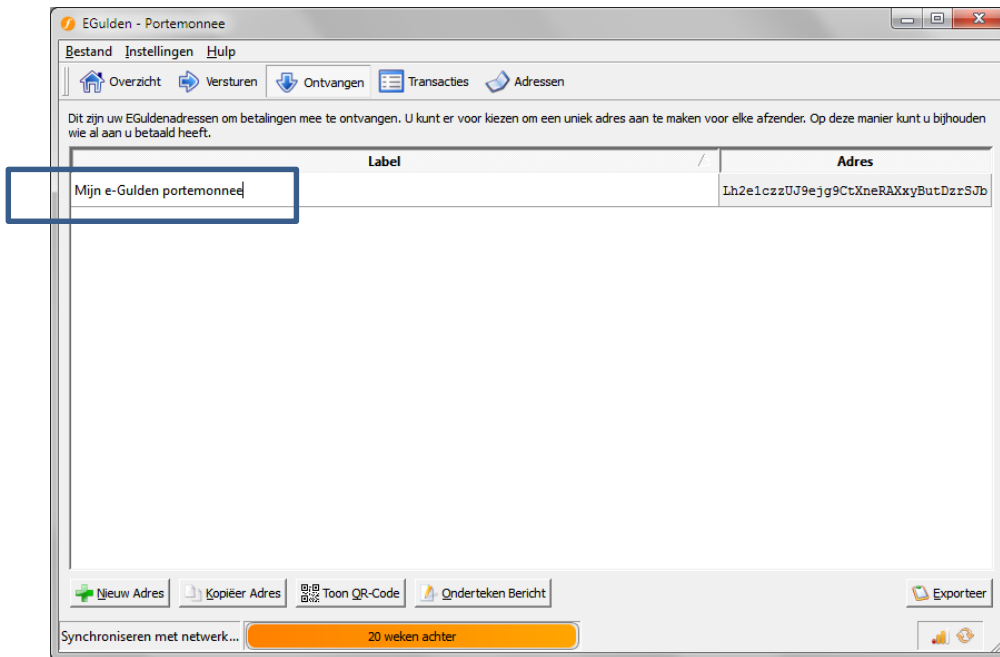 EGulden - Portemonnee
Bestand Instellingen Hulp
Overzicht Versturen Ontvangen Transacties Adressen
Dit zijn uw EGuldenadressen om betalingen mee te ontvangen. U kunt er voor kiezen om een uniek adres aan te maken voor elke afzender. Op deze manier kunt u bijhouden
wie al aan u betaald heeft.
Label Adres
Mijn e-Gulden portemonnee Lh2e1czzUJ9ejg9CtXneRAXxyButDzrSJb
Nieuw Adres Kopiëer Adres Toon QR-Code Onderteken Bericht Exporteer
Synchroniseren met netwerk... 20 weken achter